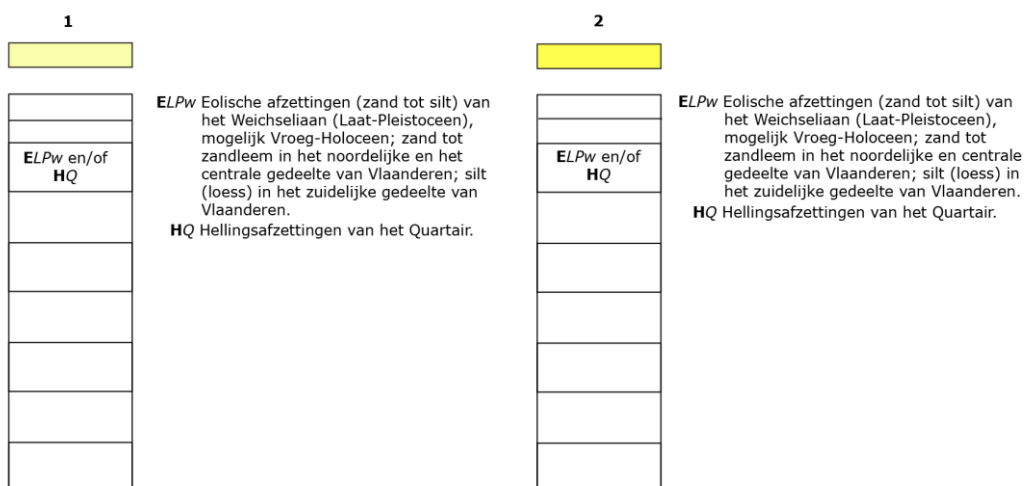 1
ELPw en/of
HQ
ELPw Eolische afzettingen (zand tot silt) van
het Weichseliaan (Laat-Pleistoceen),
mogelijk Vroeg-Holoceen; zand tot
zandleem in het noordelijke en het
centrale gedeelte van Vlaanderen; silt
(loess) in het zuidelijke gedeelte van
Vlaanderen.
HQ Hellingsafzettingen van het Quartair.
2
ELPw en/of
HQ
ELPw Eolische afzettingen (zand tot silt) van
het Weichseliaan (Laat-Pleistoceen),
mogelijk Vroeg-Holoceen; zand tot
zandleem in het noordelijke en centrale
gedeelte van Vlaanderen; silt (loess) in
het zuidelijke gedeelte van Vlaanderen.
HQ Hellingsafzettingen van het Quartair.